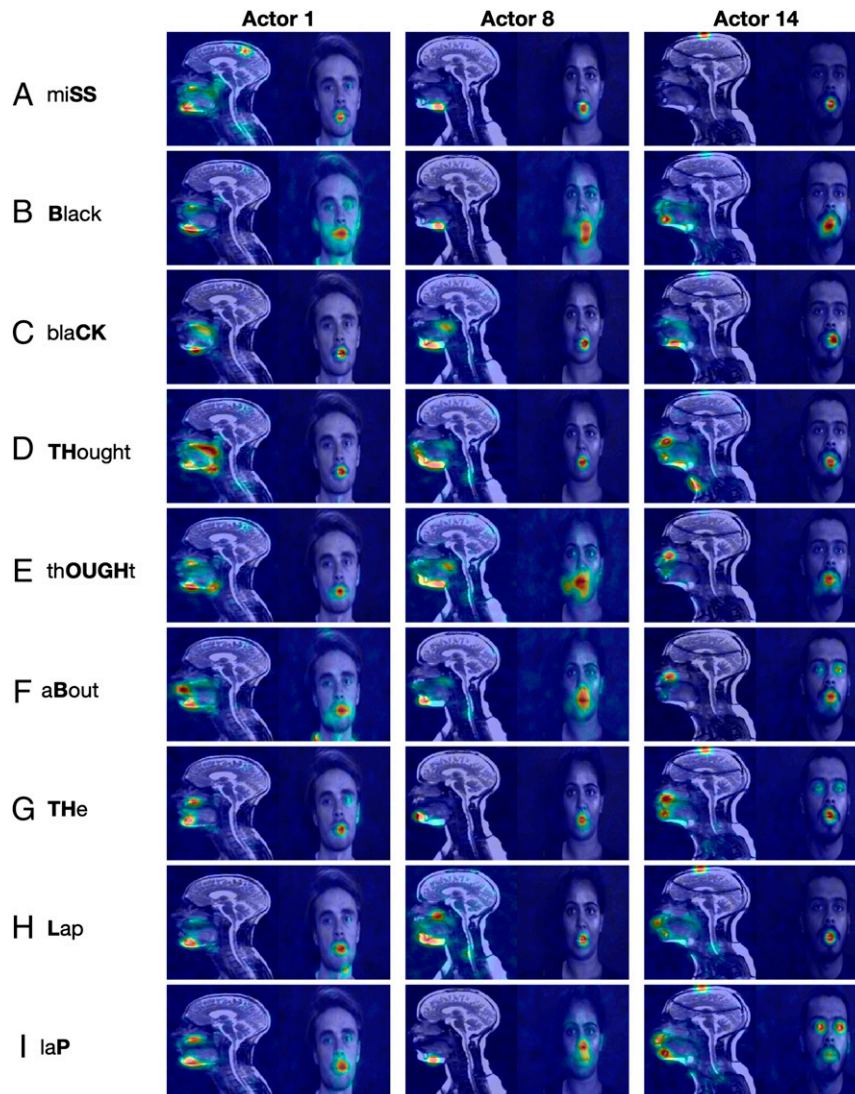 Actor 1 Actor 8 Actor 14
A miSS
B Black
C blaCK
D THought
E thOUGHt
F aBout
G THe
H Lap
I laP